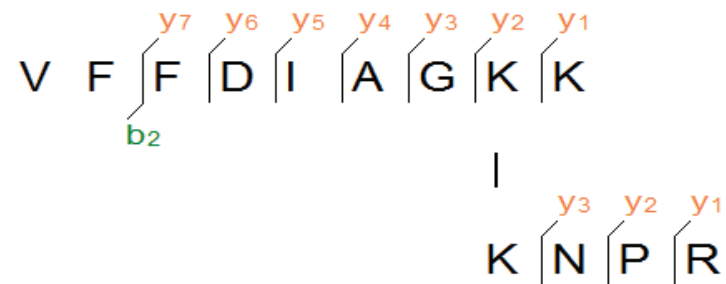 y7 y6 y5 y4 y3 y2 y1
V F F D I A G K K
b2
y3 y2 y1
K N P R